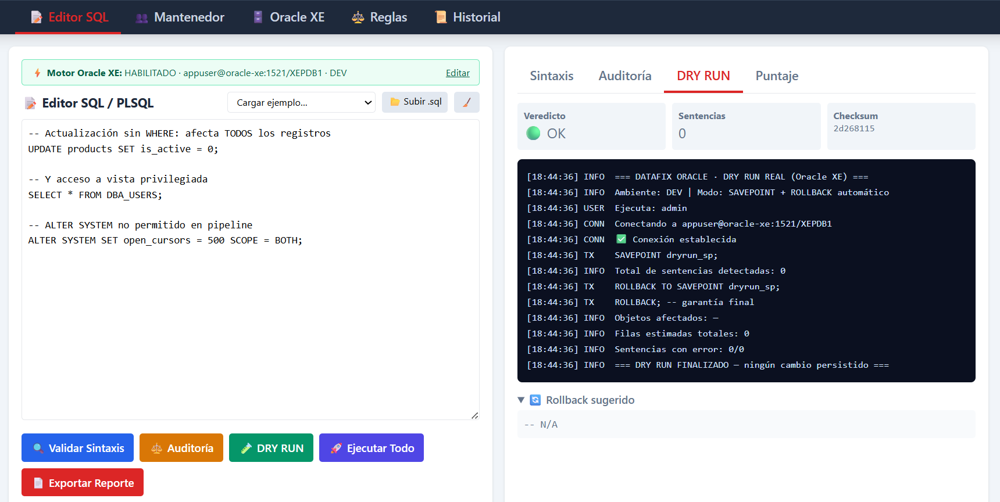 Editor SQL
Mantenedor
Oracle XE
Reglas
Historial
Motor Oracle XE: HABILITADO · appuser@oracle-xe:1521/XEPDB1 · DEV
Editar
Editor SQL / PLSQL
Cargar ejemplo...
Subir .sql
-- Actualización sin WHERE: afecta TODOS los registros
UPDATE products SET is_active = 0;
-- Y acceso a vista privilegiada
SELECT * FROM DBA_USERS;
-- ALTER SYSTEM no permitido en pipeline
ALTER SYSTEM SET open_cursors = 500 SCOPE = BOTH;
Validar Sintaxis
Auditoría
DRY RUN
Ejecutar Todo
Exportar Reporte
Sintaxis
Auditoría
DRY RUN
Puntaje
Veredicto
OK
Sentencias
0
Checksum
2d268115
[18:44:36] INFO === DATAFIX ORACLE · DRY RUN REAL (Oracle XE) ===
[18:44:36] INFO Ambiente: DEV | Modo: SAVEPOINT + ROLLBACK automático
[18:44:36] USER Ejecuta: admin
[18:44:36] CONN Conectando a appuser@oracle-xe:1521/XEPDB1
[18:44:36] CONN ✅ Conexión establecida
[18:44:36] TX SAVEPOINT dryrun_sp;
[18:44:36] INFO Total de sentencias detectadas: 0
[18:44:36] TX ROLLBACK TO SAVEPOINT dryrun_sp;
[18:44:36] TX ROLLBACK; -- garantía final
[18:44:36] INFO Objetos afectados: —
[18:44:36] INFO Filas estimadas totales: 0
[18:44:36] INFO Sentencias con error: 0/0
[18:44:36] INFO === DRY RUN FINALIZADO — ningún cambio persistido ===
▼ Rollback sugerido
-- N/A